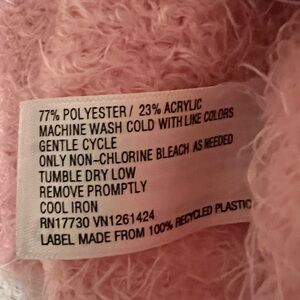 77% POLYESTER / 23% ACRYLIC
MACHINE WASH COLD WITH LIKE COLORS
GENTLE CYCLE
ONLY NON-CHLORINE BLEACH AS NEEDED
TUMBLE DRY LOW
REMOVE PROMPTLY
COOL IRON
RN17730 VN1261424
LABEL MADE FROM 100% RECYCLED PLASTIC